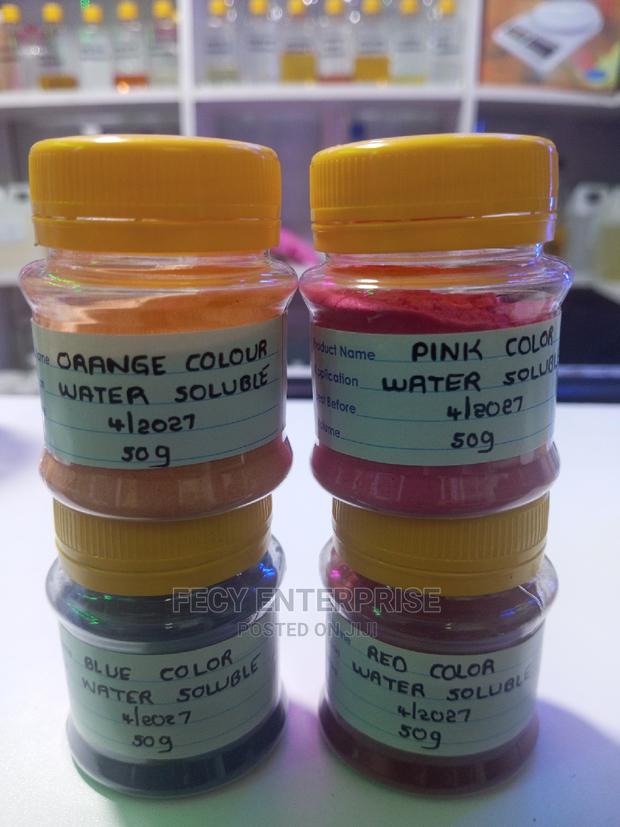 ORANGE COLOUR
WATER SOLUBLE
4/2027
50g
Product Name PINK COLOR
Application WATER SOLUBLE
Best Before 4/2027
Volume 50g
FECY ENTERPRISE
POSTED ON JIJI
BLUE COLOR
WATER SOLUBLE
4/2027
50g
RED COLOR
WATER SOLUBLE
4/2027
50g